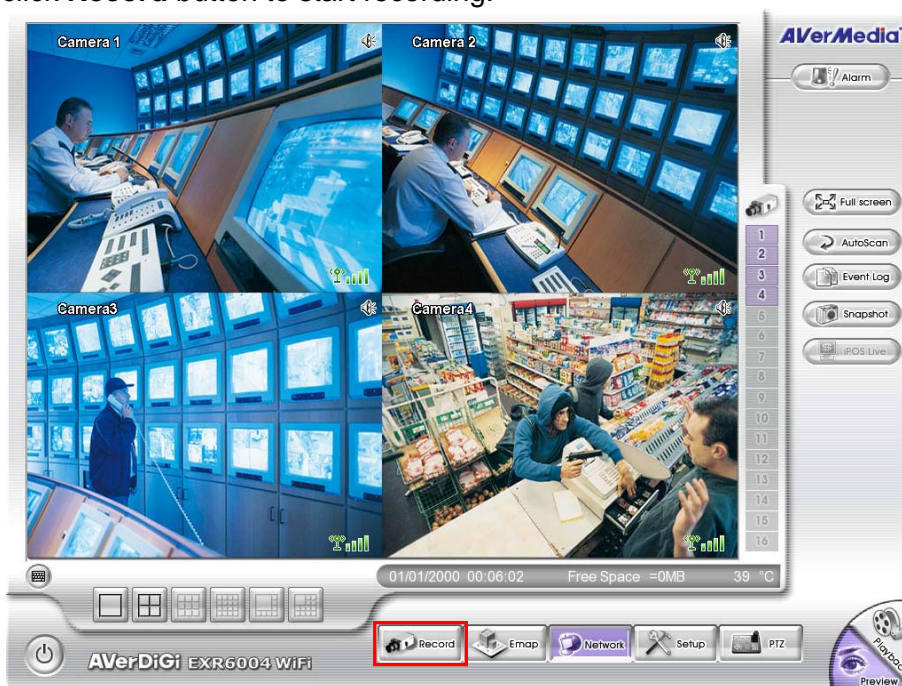 click Record button to start recording.
Camera 1
Camera 2
AVerMedia
Alarm
Full screen
AutoScan
Event Log
Snapshot
iPOS Live
1
2
3
4
5
6
7
8
9
10
11
12
13
14
15
16
Camera3
Camera4
01/01/2000 00:06:02 Free Space =0MB 39 °C
Record
Emap
Network
Setup
PTZ
AVerDiGi EXR6004 WiFi
Playback
Preview